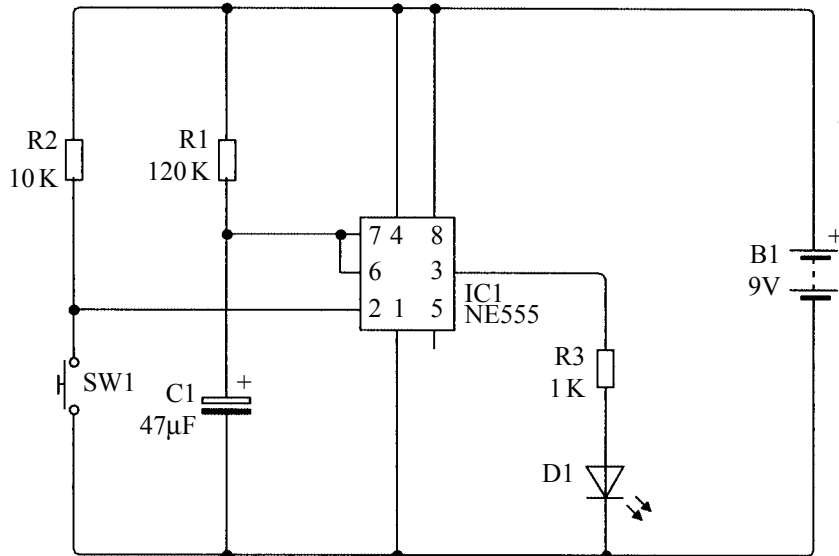 R2
10 K
R1
120 K
7 4 8
6 3
2 1 5
IC1
NE555
+
B1
9V
SW1
C1
+
47µF
R3
1 K
D1